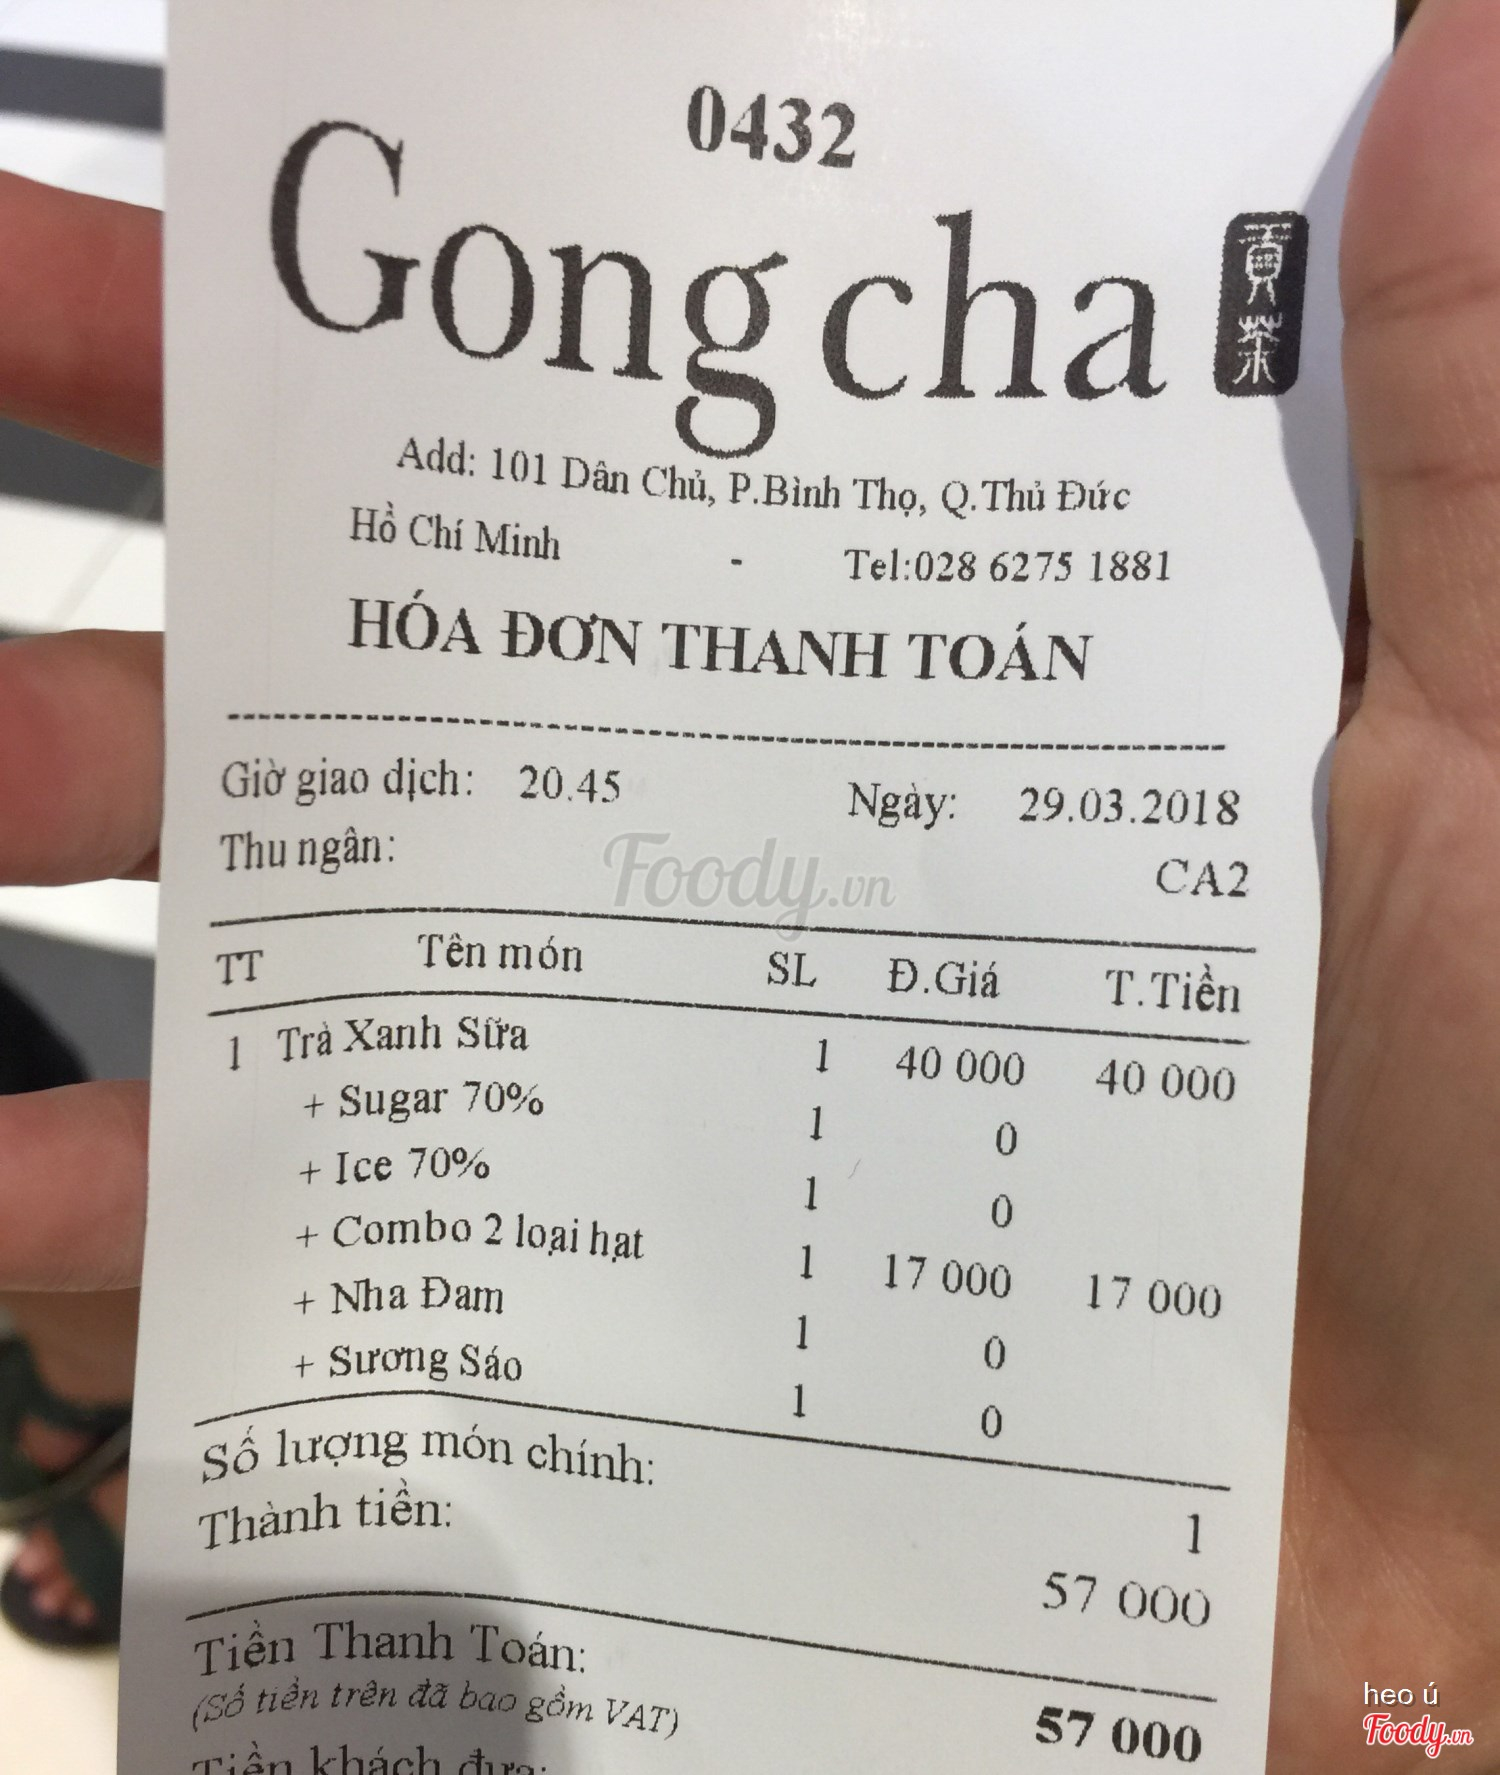 0432
Gong cha 貢茶
Add: 101 Dân Chủ, P.Bình Thọ, Q.Thủ Đức
Hồ Chí Minh - Tel:028 6275 1881
HÓA ĐƠN THANH TOÁN
Giờ giao dịch: 20.45 Ngày: 29.03.2018
Thu ngân: CA2
Foody.vn
TT Tên món SL Đ.Giá T.Tiền
1 Trà Xanh Sữa 1 40 000 40 000
+ Sugar 70% 1 0
+ Ice 70% 1 0
+ Combo 2 loại hạt 1 17 000 17 000
+ Nha Đam 1 0
+ Sương Sáo 1 0
Số lượng món chính: 1
Thành tiền: 57 000
Tiền Thanh Toán: 57 000
(Số tiền trên đã bao gồm VAT)
Tiền khách đưa:
heo ú
Foody.vn